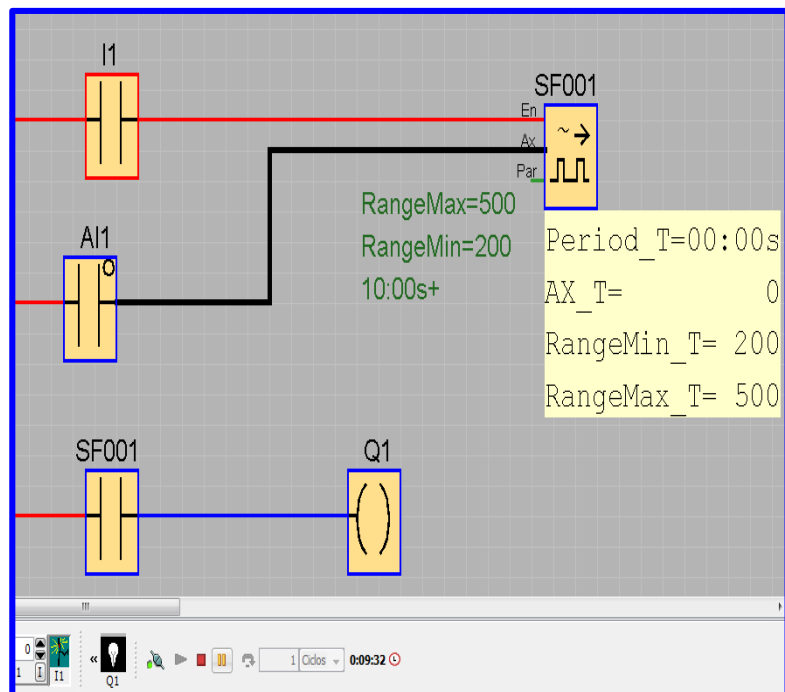 I1
SF001
En
Ax
Par
RangeMax=500
RangeMin=200
10:00s+
AI1
Period_T=00:00s
AX_T= 0
RangeMin_T= 200
RangeMax_T= 500
SF001
Q1
0
1 I
I1
«
Q1
1 Ciclos
0:09:32